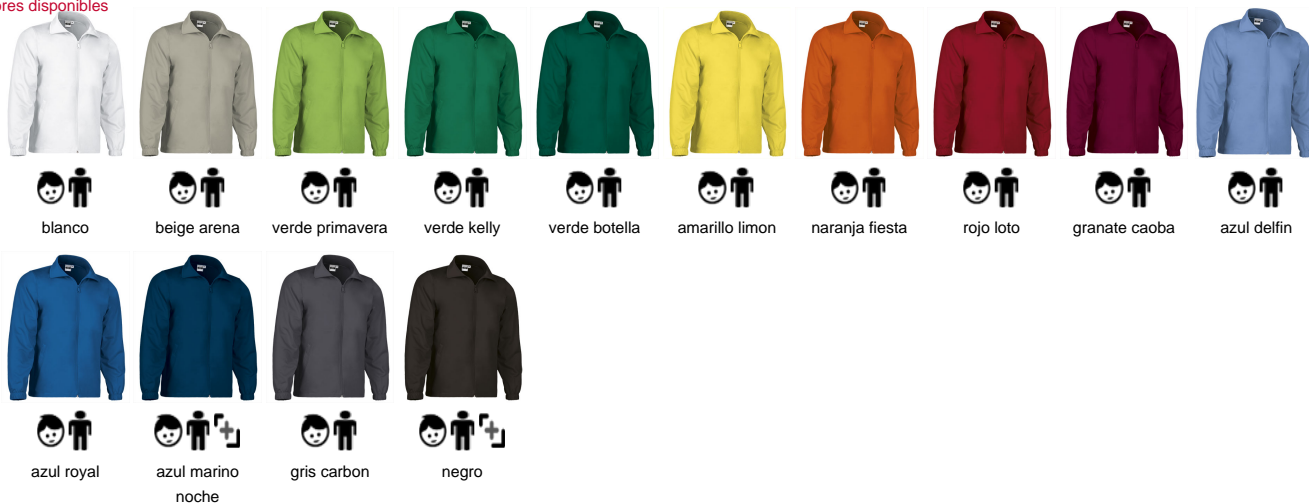 ores disponibles
blanco
beige arena
verde primavera
verde kelly
verde botella
amarillo limon
naranja fiesta
rojo loto
granate caoba
azul delfin
azul royal
azul marino
noche
gris carbon
negro